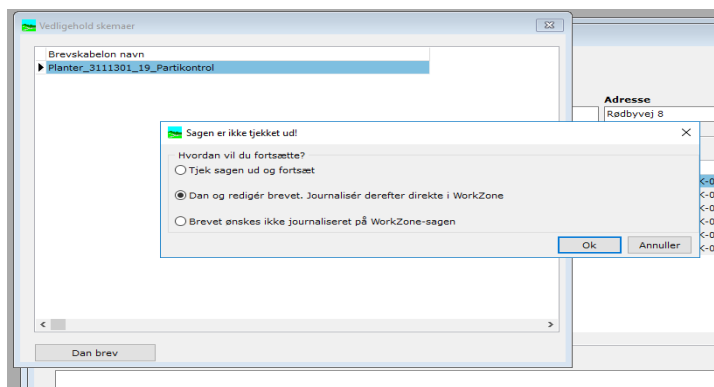 Vedligehold skemaer
Brevskabelon navn
Planter_3111301_19_Partikontrol
Adresse
Rødbyvej 8
Sagen er ikke tjekket ud!
Hvordan vil du fortsætte?
Tjek sagen ud og fortsæt
Dan og redigér brevet. Journalisér derefter direkte i WorkZone
Brevet ønskes ikke journaliseret på WorkZone-sagen
Ok Annuller
Dan brev